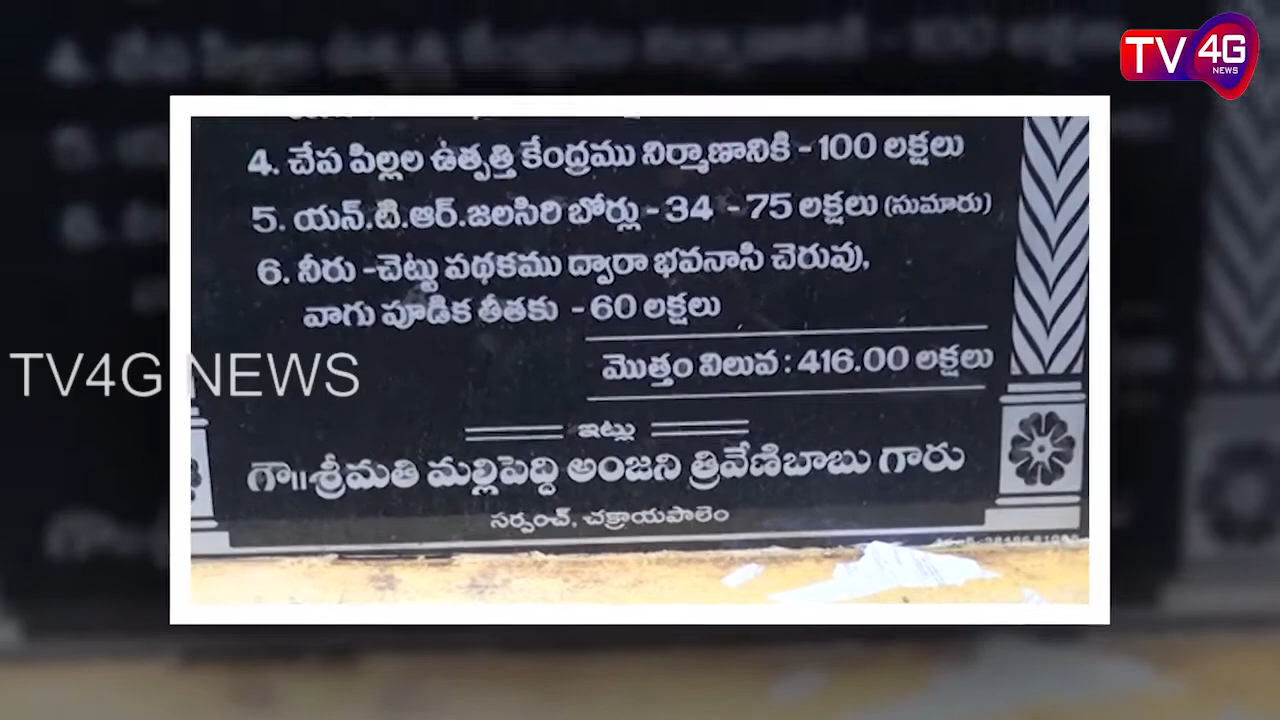 TV 4G NEWS
4. చేప పిల్లల ఉత్పత్తి కేంద్రము నిర్మాణానికి - 100 లక్షలు
5. యన్.టి.ఆర్.జలసిరి బోర్లు - 34 - 75 లక్షలు (సుమారు)
6. నీరు - చెట్టు పథకము ద్వారా భవనాసి చెరువు,
వాగు పూడిక తీతకు - 60 లక్షలు
మొత్తం విలువ : 416.00 లక్షలు
TV4G NEWS
ఇట్లు
గౌ॥శ్రీమతి మల్లిపెద్ది అంజని త్రివేణిబాబు గారు
సర్పంచ్, చక్రాయపాలెం